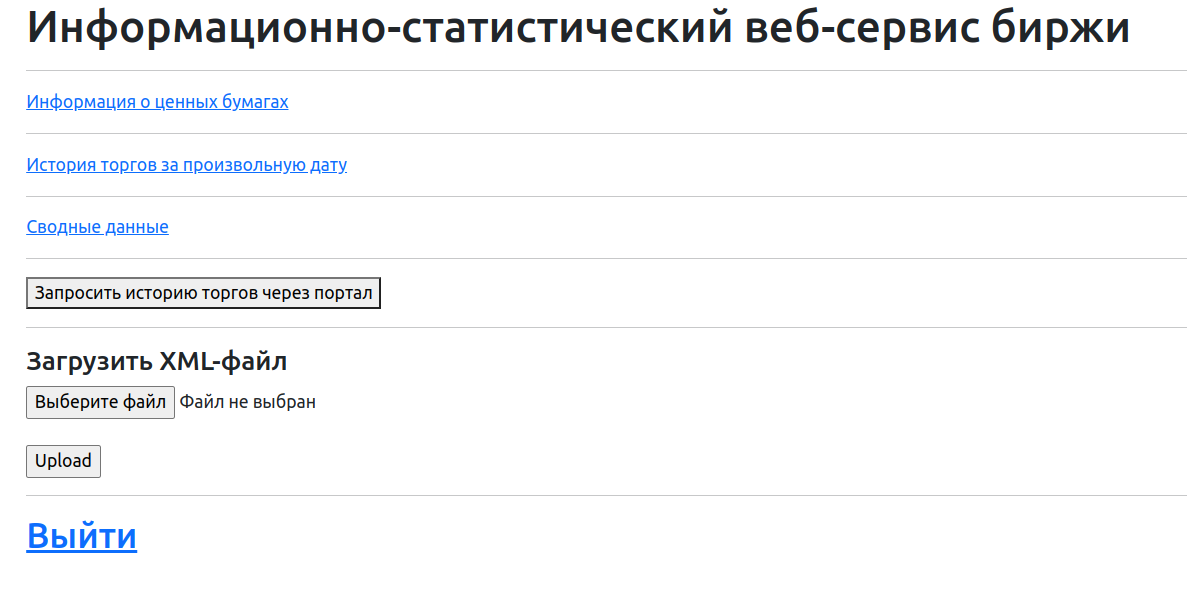 Информационно-статистический веб-сервис биржи
Информация о ценных бумагах
История торгов за произвольную дату
Сводные данные
Запросить историю торгов через портал
Загрузить XML-файл
Выберите файл Файл не выбран
Upload
Выйти